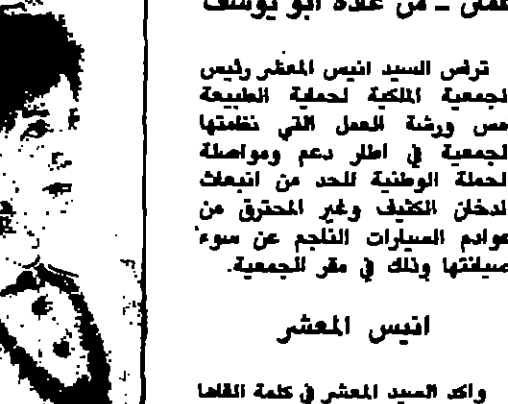 عمان ـ من غادة ابو يوسف
ترأس السيد انيس المعشر رئيس
الجمعية الملكية لحماية الطبيعة
امس ورشة العمل التي نظمتها
الجمعية في اطار دعم ومواصلة
الحملة الوطنية للحد من انبعاث
الدخان الكثيف وغير المحترق من
عوادم السيارات الناجم عن سوء
صيانتها وذلك في مقر الجمعية.
انيس المعشر
واكد السيد المعشر في كلمة القاها